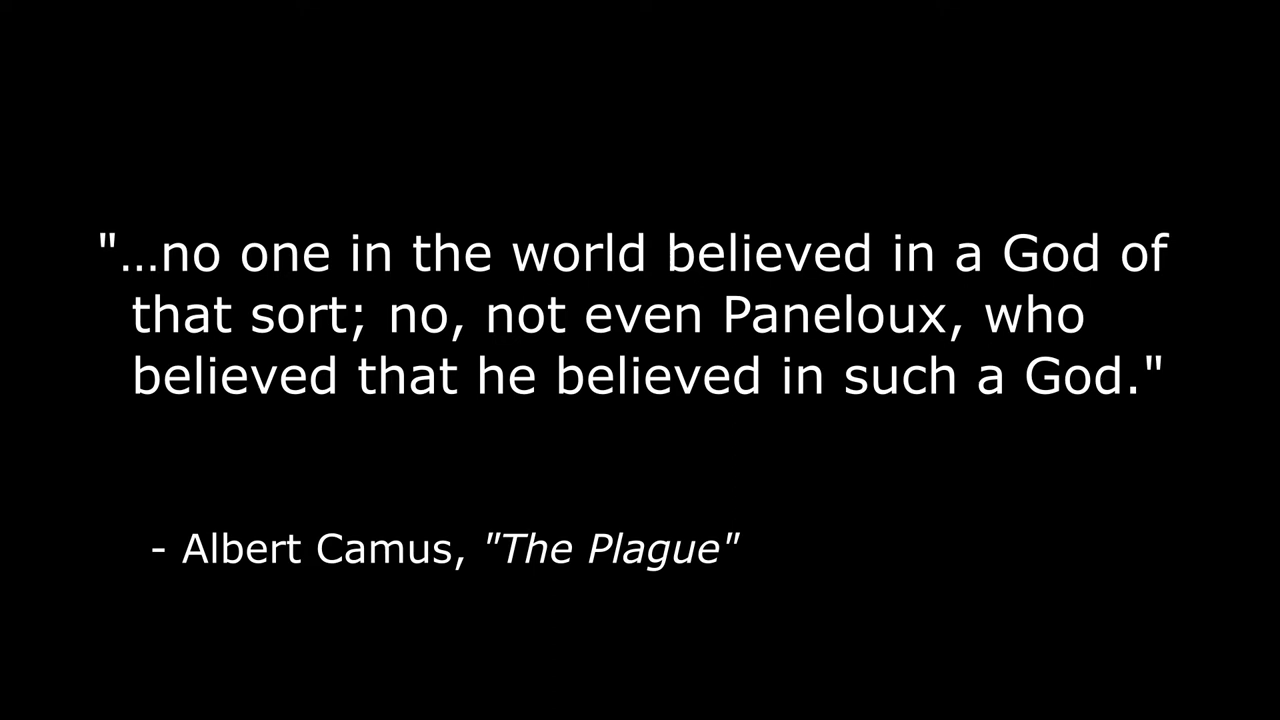 "…no one in the world believed in a God of
that sort; no, not even Paneloux, who
believed that he believed in such a God."
- Albert Camus, "The Plague"